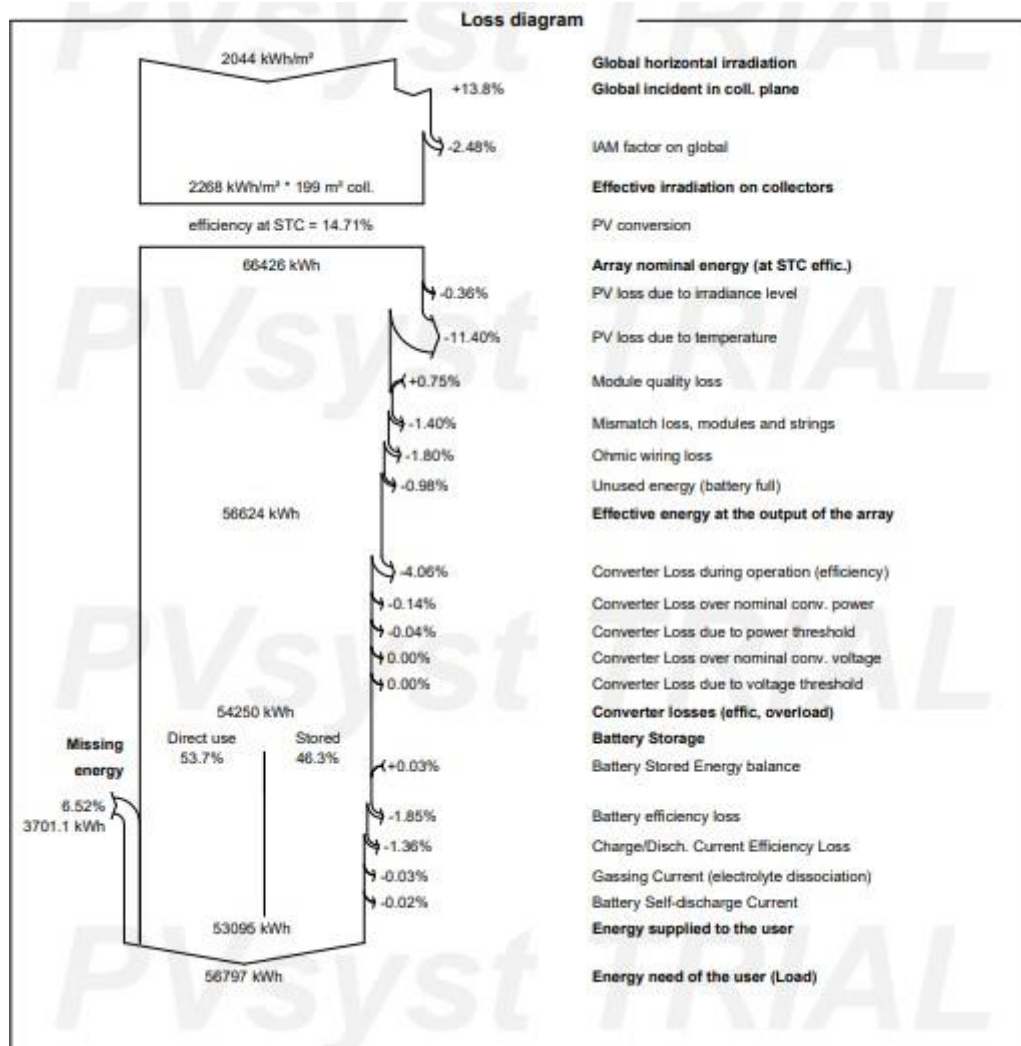 Loss diagram
2044 kWh/m² Global horizontal irradiation
+13.8% Global incident in coll. plane
-2.48% IAM factor on global
2268 kWh/m² * 199 m² coll. Effective irradiation on collectors
efficiency at STC = 14.71% PV conversion
66426 kWh Array nominal energy (at STC effic.)
-0.36% PV loss due to irradiance level
-11.40% PV loss due to temperature
+0.75% Module quality loss
-1.40% Mismatch loss, modules and strings
-1.80% Ohmic wiring loss
-0.98% Unused energy (battery full)
56624 kWh Effective energy at the output of the array
-4.06% Converter Loss during operation (efficiency)
-0.14% Converter Loss over nominal conv. power
-0.04% Converter Loss due to power threshold
0.00% Converter Loss over nominal conv. voltage
0.00% Converter Loss due to voltage threshold
54250 kWh Converter losses (effic, overload)
Missing Direct use Stored Battery Storage
energy 53.7% 46.3% +0.03% Battery Stored Energy balance
6.52% -1.85% Battery efficiency loss
3701.1 kWh
-1.36% Charge/Disch. Current Efficiency Loss
-0.03% Gassing Current (electrolyte dissociation)
-0.02% Battery Self-discharge Current
53095 kWh Energy supplied to the user
56797 kWh Energy need of the user (Load)
PVsyst TRIAL
PVsyst TRIAL
PVsyst TRIAL
PVsyst TRIAL